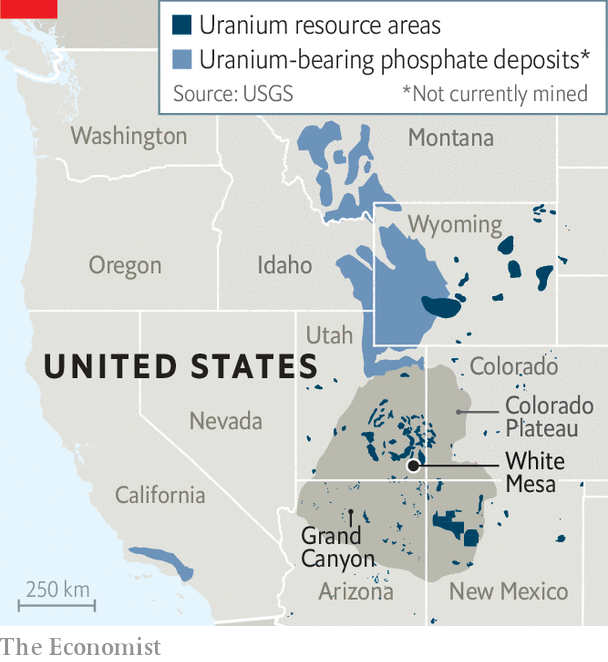 Uranium resource areas
Uranium-bearing phosphate deposits*
Source: USGS
*Not currently mined
Washington
Montana
Wyoming
Oregon
Idaho
Utah
UNITED STATES
Colorado
Nevada
Colorado
Plateau
White
Mesa
California
Grand
Canyon
250 km
Arizona
New Mexico
The Economist